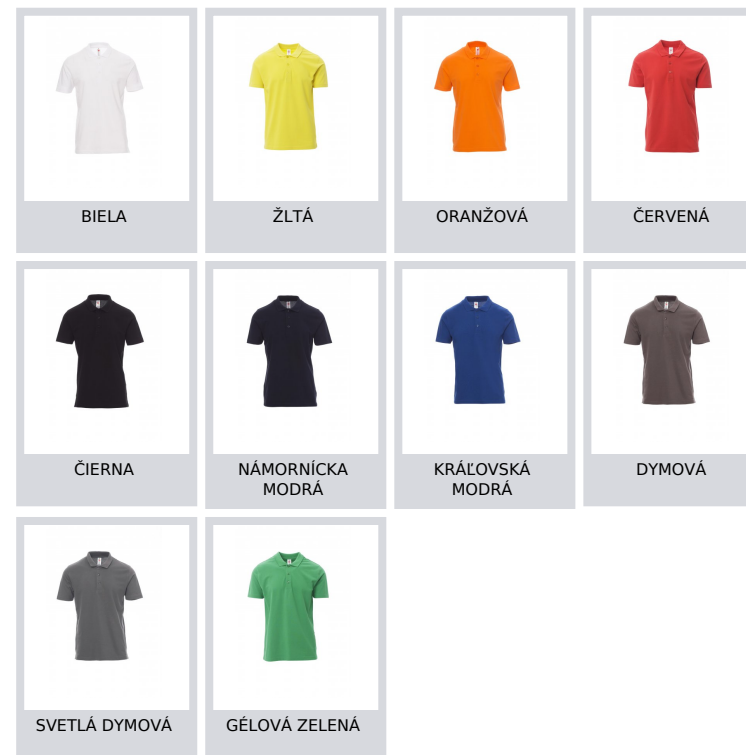 BIELA
ŽLTÁ
ORANŽOVÁ
ČERVENÁ
ČIERNA
NÁMORNÍCKA
MODRÁ
KRÁĽOVSKÁ
MODRÁ
DYMOVÁ
SVETLÁ DYMOVÁ
GÉLOVÁ ZELENÁ